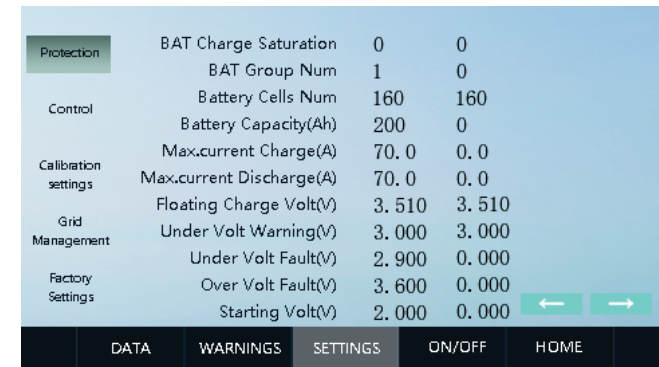 Protection
Control
Calibration
settings
Grid
Management
Factory
Settings
BAT Charge Saturation 0 0
BAT Group Num 1 0
Battery Cells Num 160 160
Battery Capacity(Ah) 200 0
Max.current Charge(A) 70.0 0.0
Max.current Discharge(A) 70.0 0.0
Floating Charge Volt(V) 3.510 3.510
Under Volt Warning(V) 3.000 3.000
Under Volt Fault(V) 2.900 0.000
Over Volt Fault(V) 3.600 0.000
Starting Volt(V) 2.000 0.000
← →
DATA WARNINGS SETTINGS ON/OFF HOME